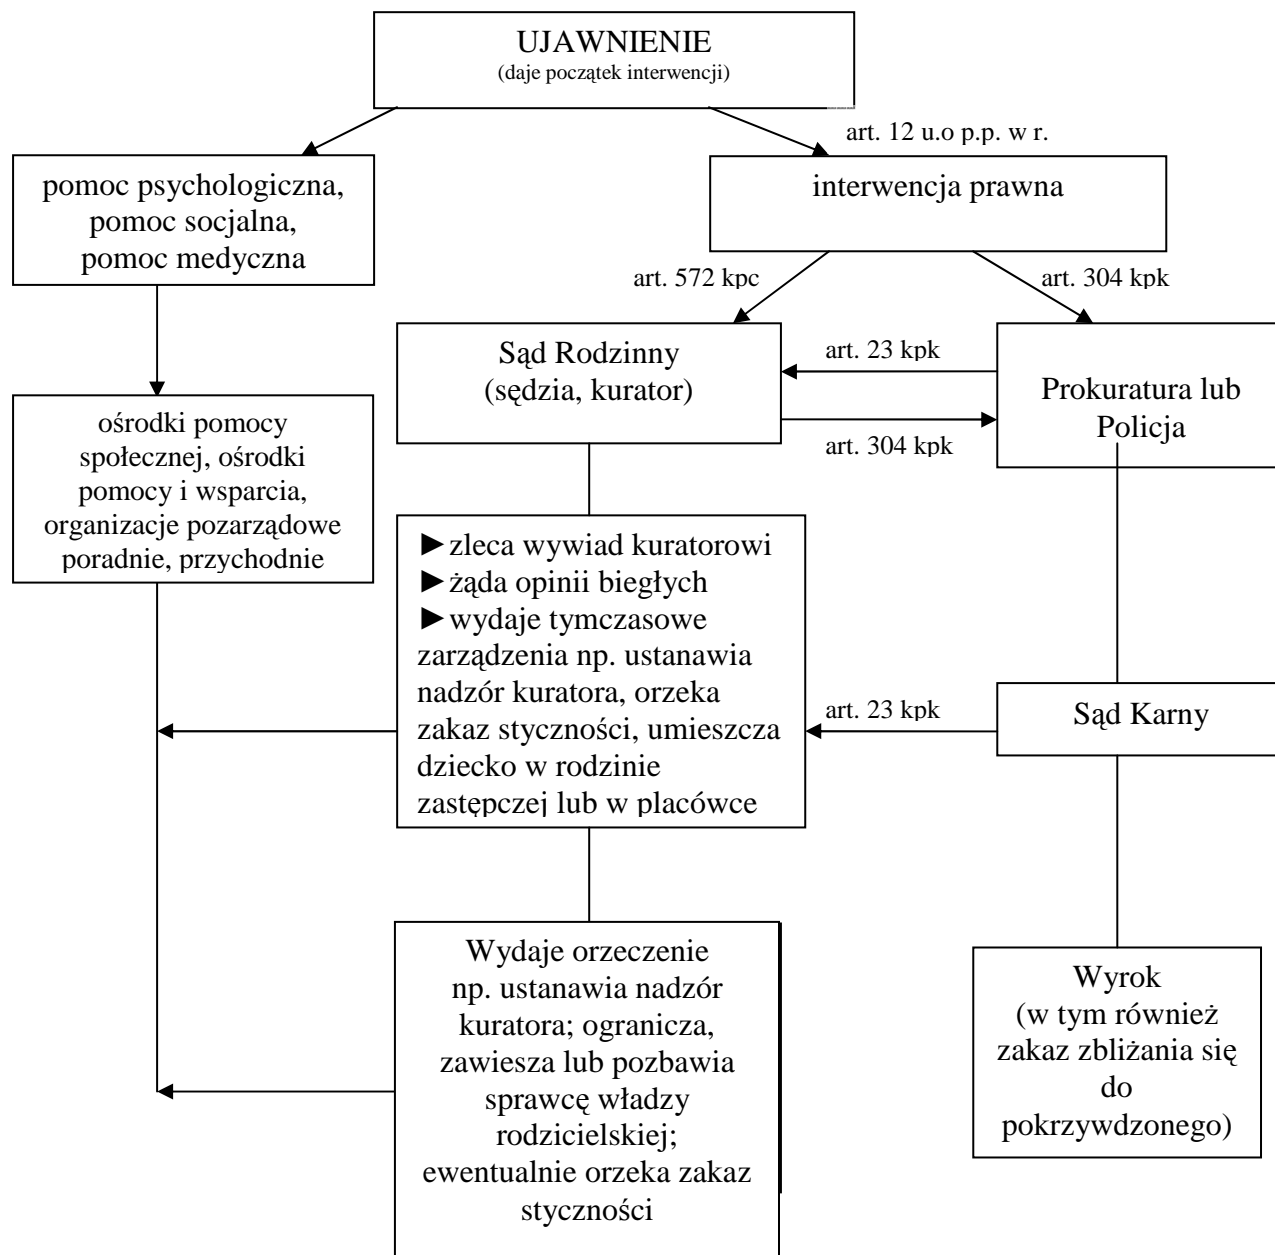 UJAWNIENIE
(daje początek interwencji)
art. 12 u.o p.p. w r.
pomoc psychologiczna,
pomoc socjalna,
pomoc medyczna
interwencja prawna
art. 572 kpc
art. 304 kpk
Sąd Rodzinny
(sędzia, kurator)
art. 23 kpk
art. 304 kpk
Prokuratura lub
Policja
ośrodki pomocy
społecznej, ośrodki
pomocy i wsparcia,
organizacje pozarządowe
poradnie, przychodnie
►zleca wywiad kuratorowi
►żąda opinii biegłych
►wydaje tymczasowe
zarządzenia np. ustanawia
nadzór kuratora, orzeka
zakaz styczności, umieszcza
dziecko w rodzinie
zastępczej lub w placówce
art. 23 kpk
Sąd Karny
Wydaje orzeczenie
np. ustanawia nadzór
kuratora; ogranicza,
zawiesza lub pozbawia
sprawcę władzy
rodzicielskiej;
ewentualnie orzeka zakaz
styczności
Wyrok
(w tym również
zakaz zbliżania się
do
pokrzywdzonego)